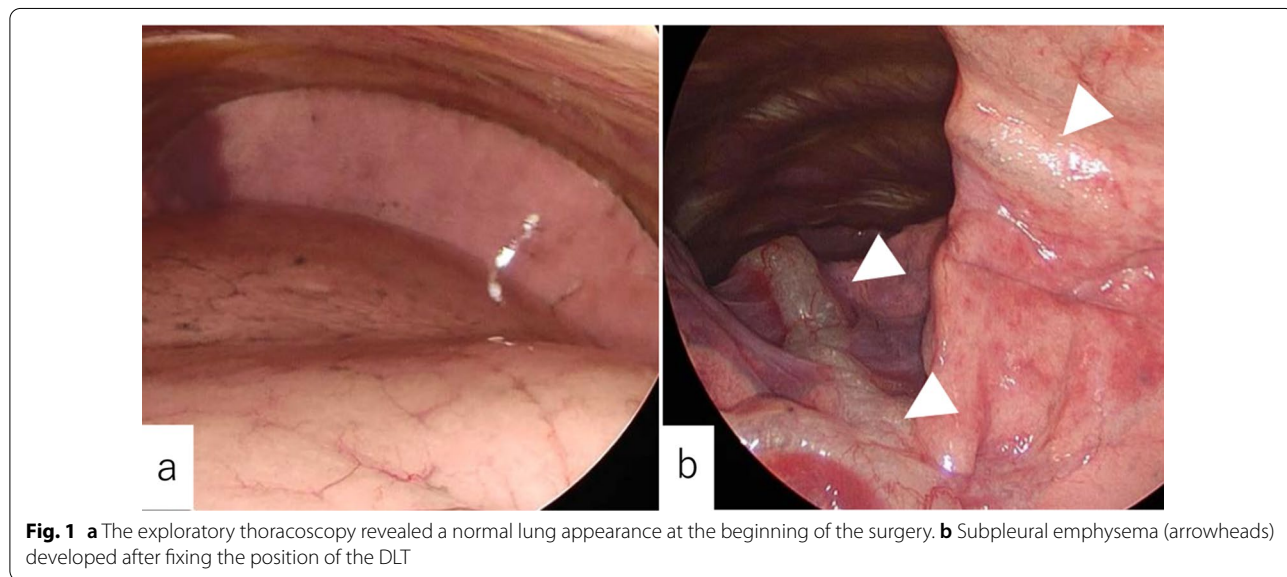 a
b
Fig. 1 a The exploratory thoracoscopy revealed a normal lung appearance at the beginning of the surgery. b Subpleural emphysema (arrowheads)
developed after fixing the position of the DLT